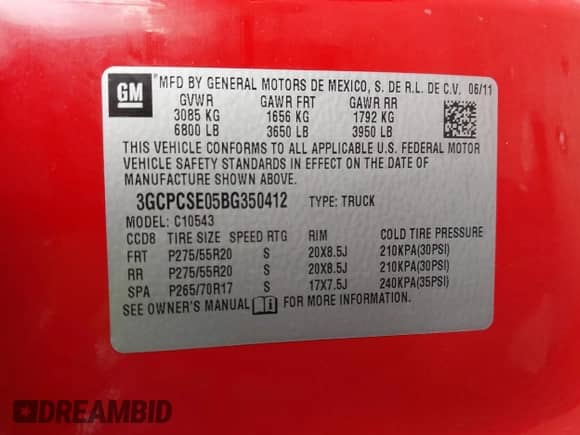 GM
MFD BY GENERAL MOTORS DE MEXICO, S. DE R.L. DE C.V. 06/11
GVWR GAWR FRT GAWR RR
3085 KG 1656 KG 1792 KG
6800 LB 3650 LB 3950 LB
THIS VEHICLE CONFORMS TO ALL APPLICABLE U.S. FEDERAL MOTOR
VEHICLE SAFETY STANDARDS IN EFFECT ON THE DATE OF
MANUFACTURE SHOWN ABOVE.
3GCPCSE05BG350412 TYPE: TRUCK
MODEL: C10543
CCD8 TIRE SIZE SPEED RTG RIM COLD TIRE PRESSURE
FRT P275/55R20 S 20X8.5J 210KPA(30PSI)
RR P275/55R20 S 20X8.5J 210KPA(30PSI)
SPA P265/70R17 S 17X7.5J 240KPA(35PSI)
SEE OWNER'S MANUAL FOR MORE INFORMATION.
DREAMBID